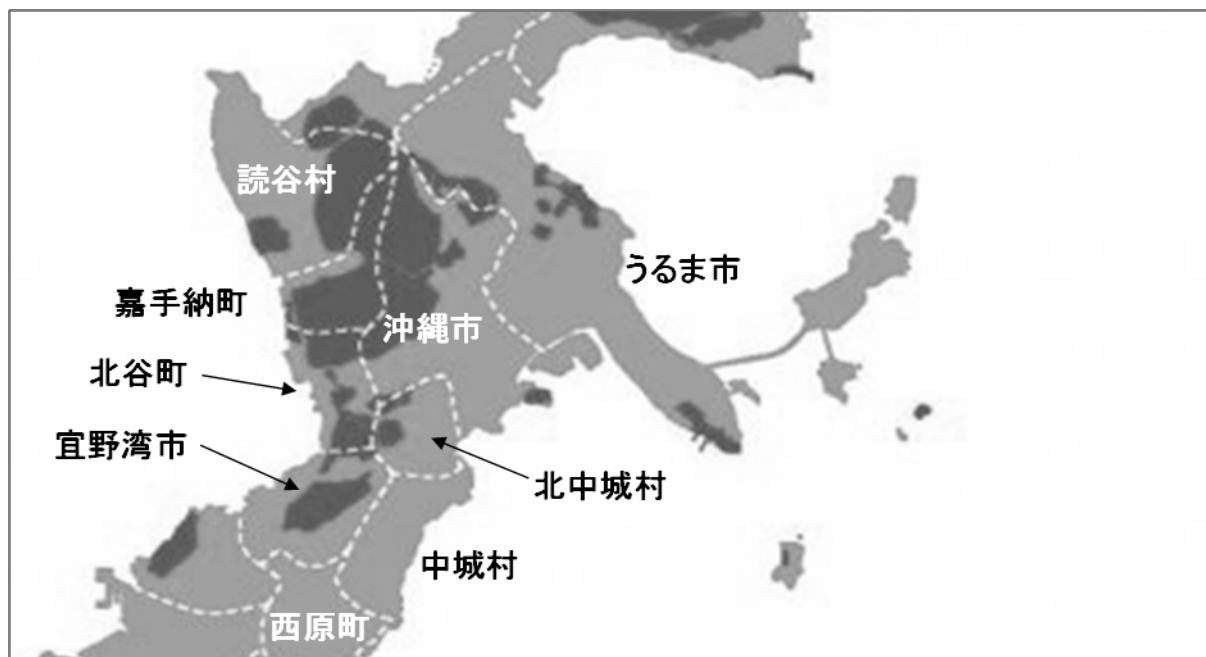 読谷村
うるま市
嘉手納町
沖縄市
北谷町
宜野湾市
北中城村
中城村
西原町